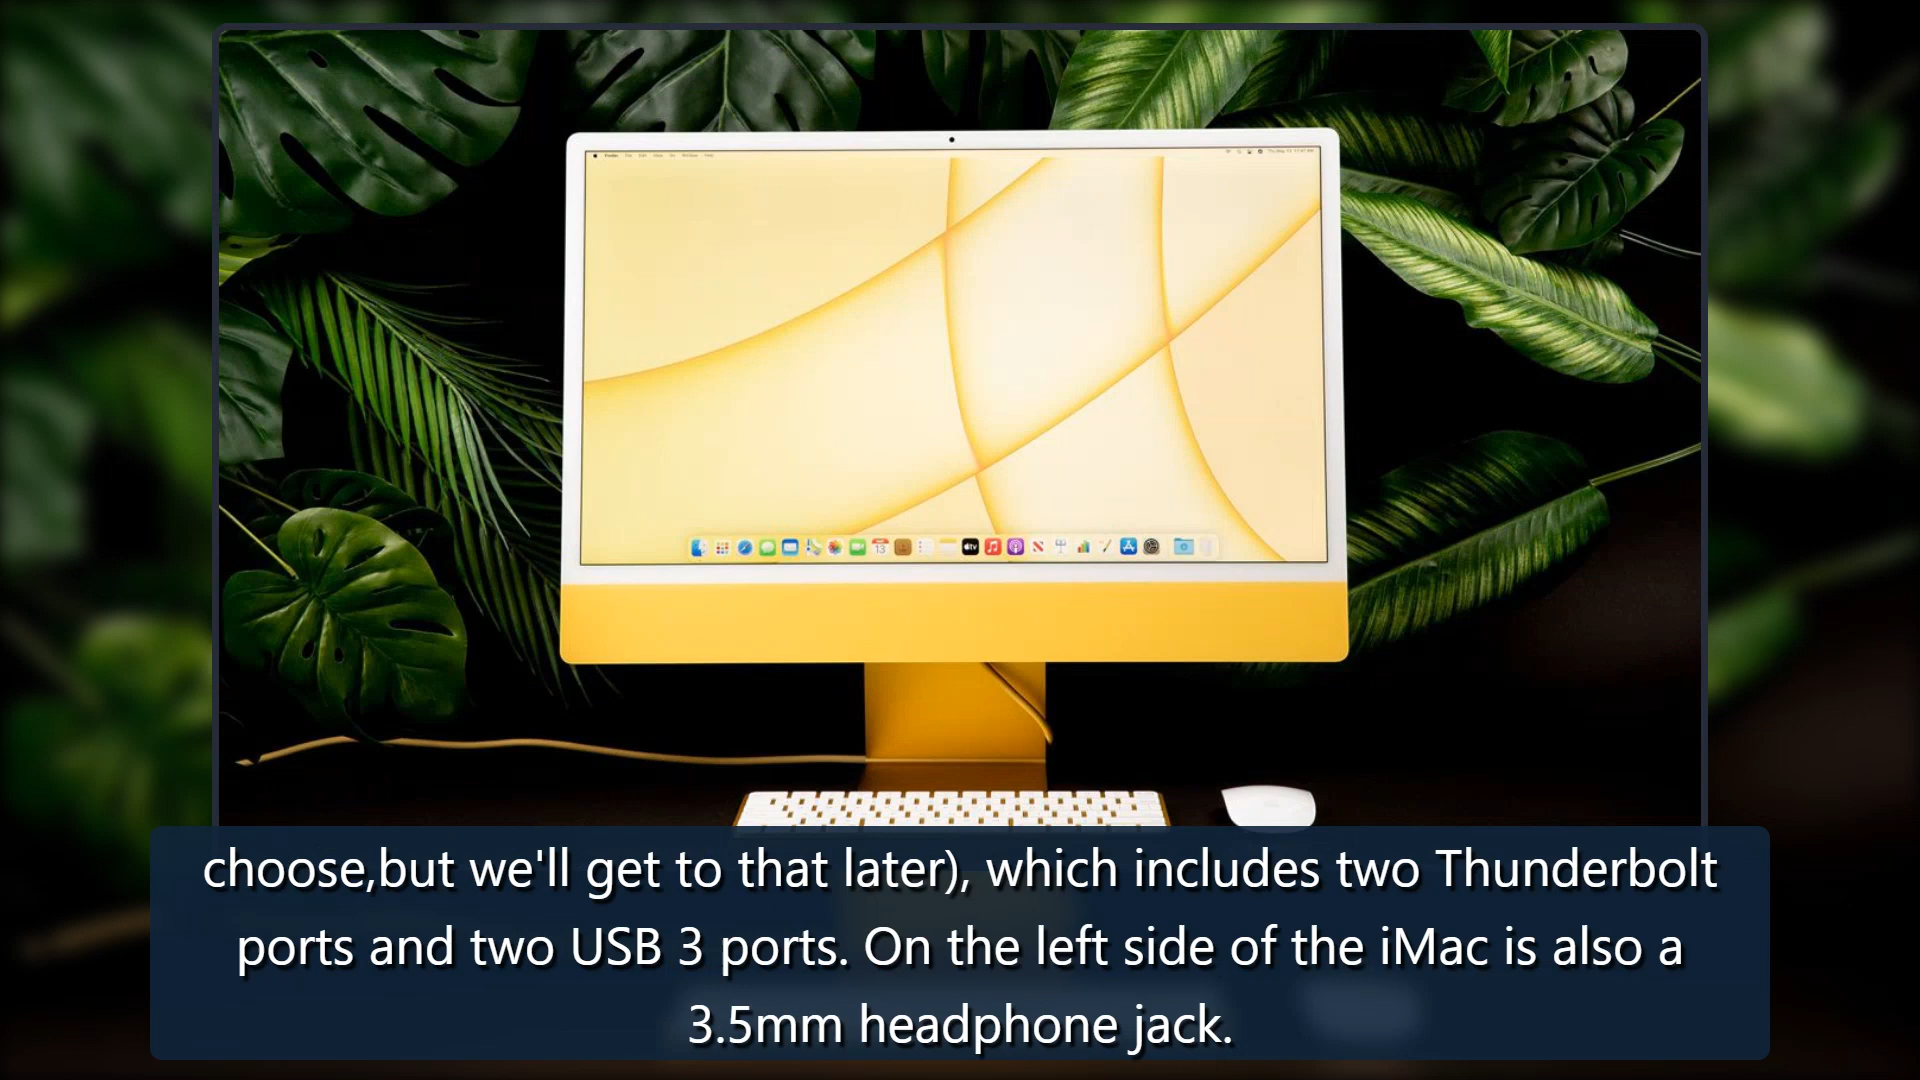 choose,but we'll get to that later), which includes two Thunderbolt
ports and two USB 3 ports. On the left side of the iMac is also a
3.5mm headphone jack.